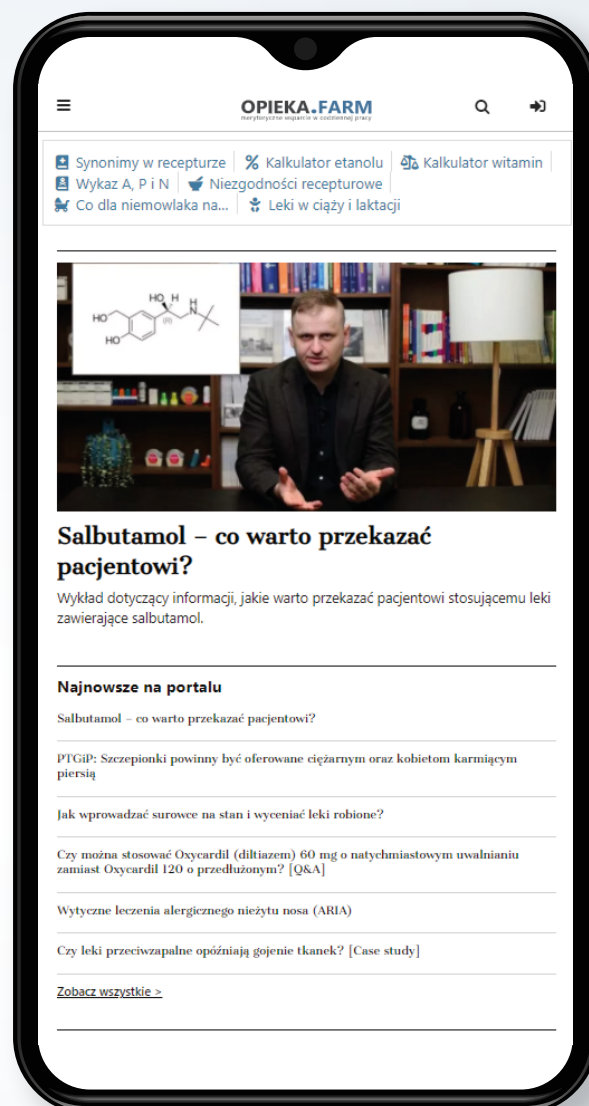 OPIEKA.FARM
merytoryczne wsparcie w codziennej pracy
Synonimy w recepturze
Kalkulator etanolu
Kalkulator witamin
Wykaz A, P i N
Niezgodności recepturowe
Co dla niemowlaka na...
Leki w ciąży i laktacji
HO H
H
N
HO
(R)
HO
Salbutamol – co warto przekazać
pacjentowi?
Wykład dotyczący informacji, jakie warto przekazać pacjentowi stosującemu leki
zawierające salbutamol.
Najnowsze na portalu
Salbutamol – co warto przekazać pacjentowi?
PTGiP: Szczepionki powinny być oferowane ciężarnym oraz kobietom karmiącym
piersią
Jak wprowadzać surowce na stan i wyceniać leki robione?
Czy można stosować Oxycardil (diltiazem) 60 mg o natychmiastowym uwalnianiu
zamiast Oxycardil 120 o przedłużonym? [Q&A]
Wytyczne leczenia alergicznego nieżytu nosa (ARIA)
Czy leki przeciwzapalne opóźniają gojenie tkanek? [Case study]
Zobacz wszystkie >